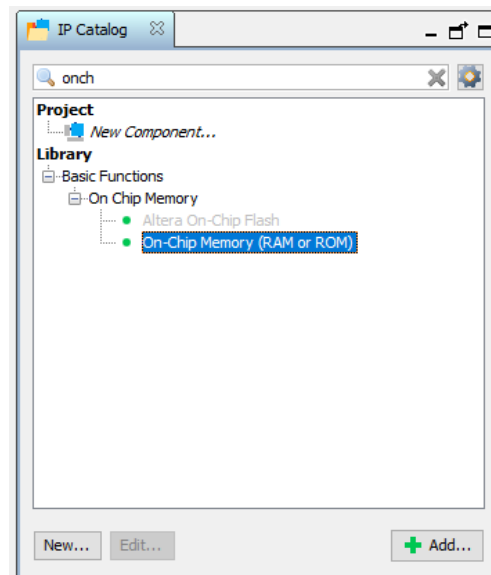 IP Catalog
onch
Project
New Component...
Library
Basic Functions
On Chip Memory
Altera On-Chip Flash
On-Chip Memory (RAM or ROM)
New... Edit... Add...